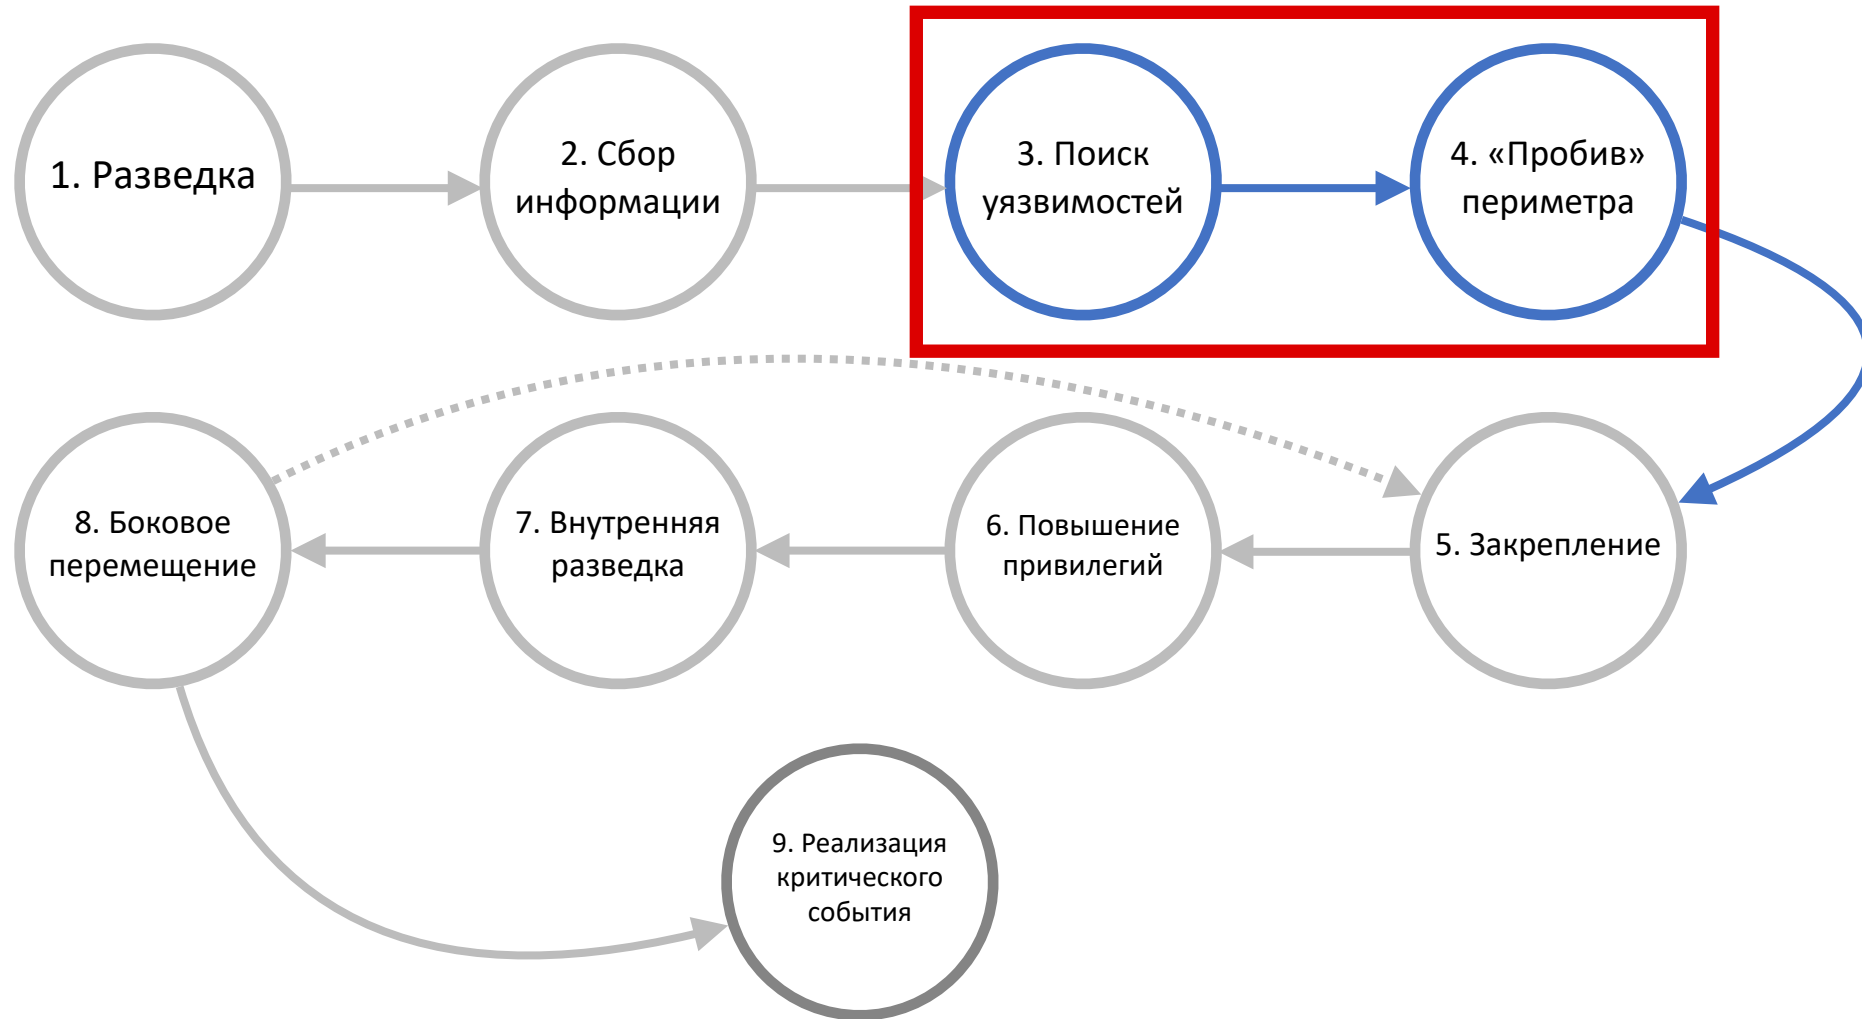 1. Разведка
2. Сбор
информации
3. Поиск
уязвимостей
4. «Пробив»
периметра
5. Закрепление
6. Повышение
привилегий
7. Внутренняя
разведка
8. Боковое
перемещение
9. Реализация
критического
события